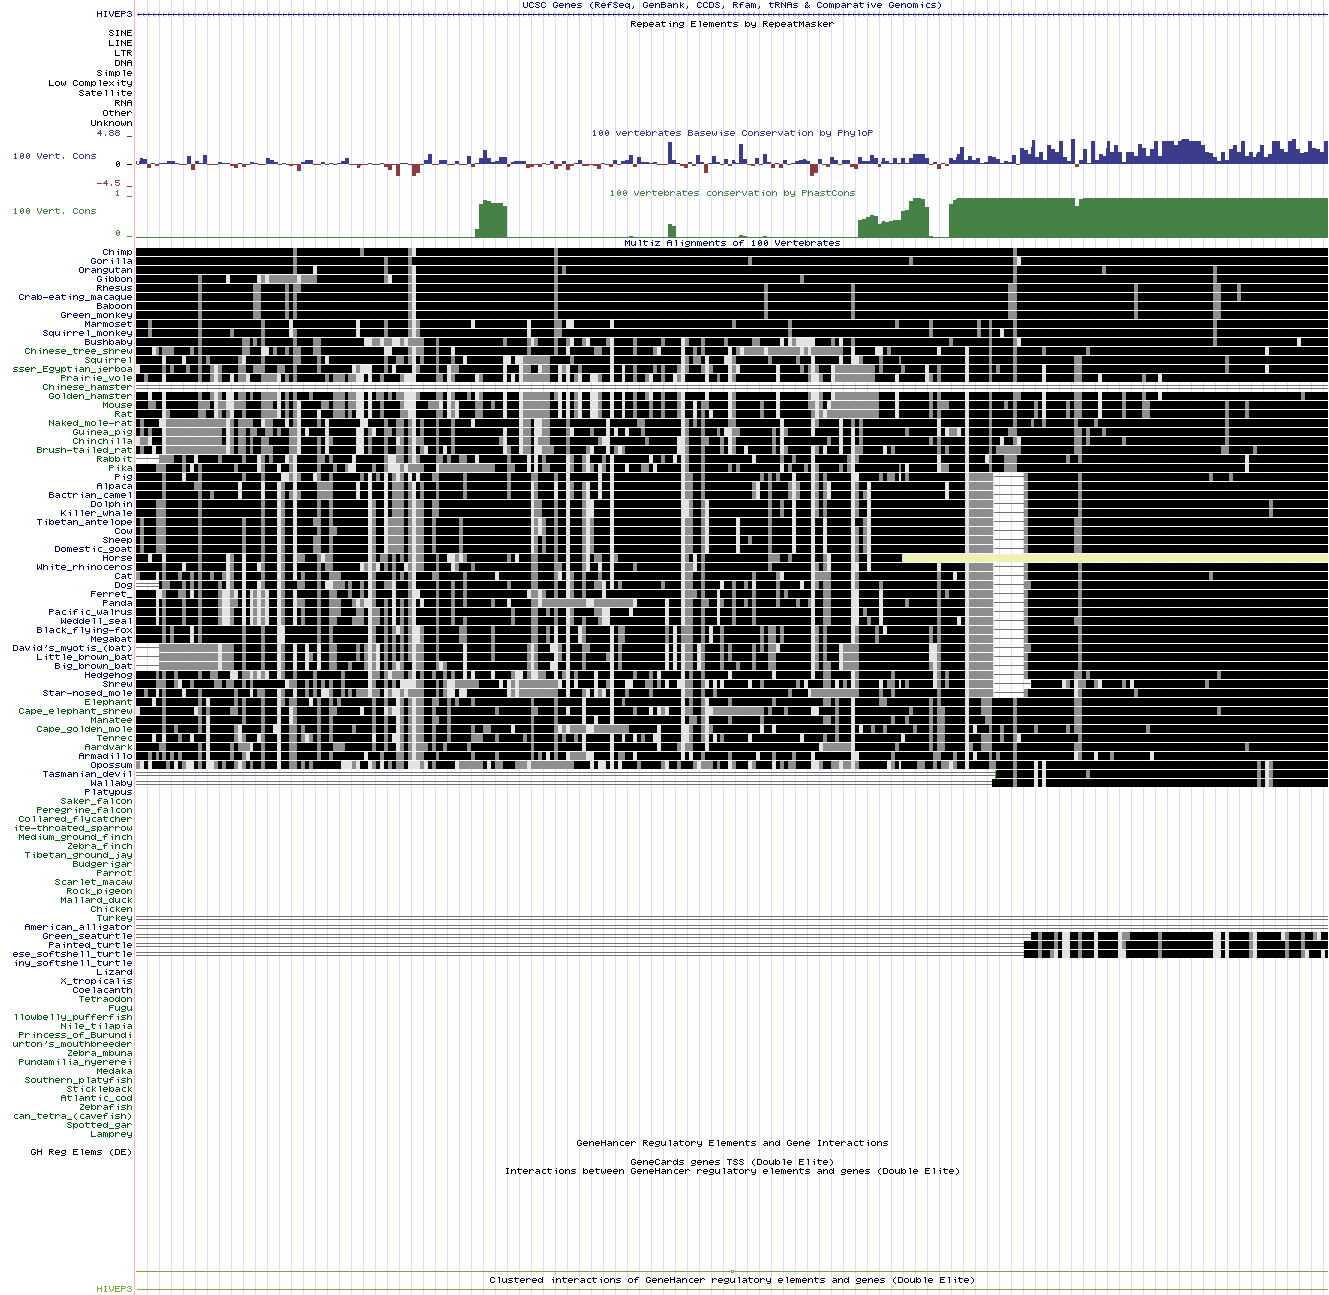 UCSC Genes (RefSeq, GenBank, CCDS, Rfam, tRNAs & Comparative Genomics)
HIVEP3
Repeating Elements by RepeatMasker
SINE
LINE
LTR
DNA
Simple
Low Complexity
Satellite
RNA
Other
Unknown
4.88 _
100 vertebrates Basewise Conservation by PhyloP
100 Vert. Cons
0 _
-4.5 _
1 _
100 vertebrates conservation by PhastCons
100 Vert. Cons
0 _
Multiz Alignments of 100 Vertebrates
Chimp
Gorilla
Orangutan
Gibbon
Rhesus
Crab-eating_macaque
Baboon
Green_monkey
Marmoset
Squirrel_monkey
Bushbaby
Chinese_tree_shrew
Squirrel
sser_Egyptian_jerboa
Prairie_vole
Chinese_hamster
Golden_hamster
Mouse
Rat
Naked_mole-rat
Guinea_pig
Chinchilla
Brush-tailed_rat
Rabbit
Pika
Pig
Alpaca
Bactrian_camel
Dolphin
Killer_whale
Tibetan_antelope
Cow
Sheep
Domestic_goat
Horse
White_rhinoceros
Cat
Dog
Ferret_
Panda
Pacific_walrus
Weddell_seal
Black_flying-fox
Megabat
David's_myotis_(bat)
Little_brown_bat
Big_brown_bat
Hedgehog
Shrew
Star-nosed_mole
Elephant
Cape_elephant_shrew
Manatee
Cape_golden_mole
Tenrec
Aardvark
Armadillo
Opossum
Tasmanian_devil
Wallaby
Platypus
Saker_falcon
Peregrine_falcon
Collared_flycatcher
ite-throated_sparrow
Medium_ground_finch
Zebra_finch
Tibetan_ground_jay
Budgerigar
Parrot
Scarlet_macaw
Rock_pigeon
Mallard_duck
Chicken
Turkey
American_alligator
Green_seaturtle
Painted_turtle
ese_softshell_turtle
iny_softshell_turtle
Lizard
X_tropicalis
Coelacanth
Tetraodon
Fugu
llowbelly_pufferfish
Nile_tilapia
Princess_of_Burundi
urton's_mouthbreeder
Zebra_mbuna
Pundamilia_nyererei
Medaka
Southern_platyfish
Stickleback
Atlantic_cod
Zebrafish
can_tetra_(cavefish)
Spotted_gar
Lamprey
GeneHancer Regulatory Elements and Gene Interactions
GH Reg Elems (DE)
GeneCards genes TSS (Double Elite)
Interactions between GeneHancer regulatory elements and genes (Double Elite)
Clustered interactions of GeneHancer regulatory elements and genes (Double Elite)
HIVEP3